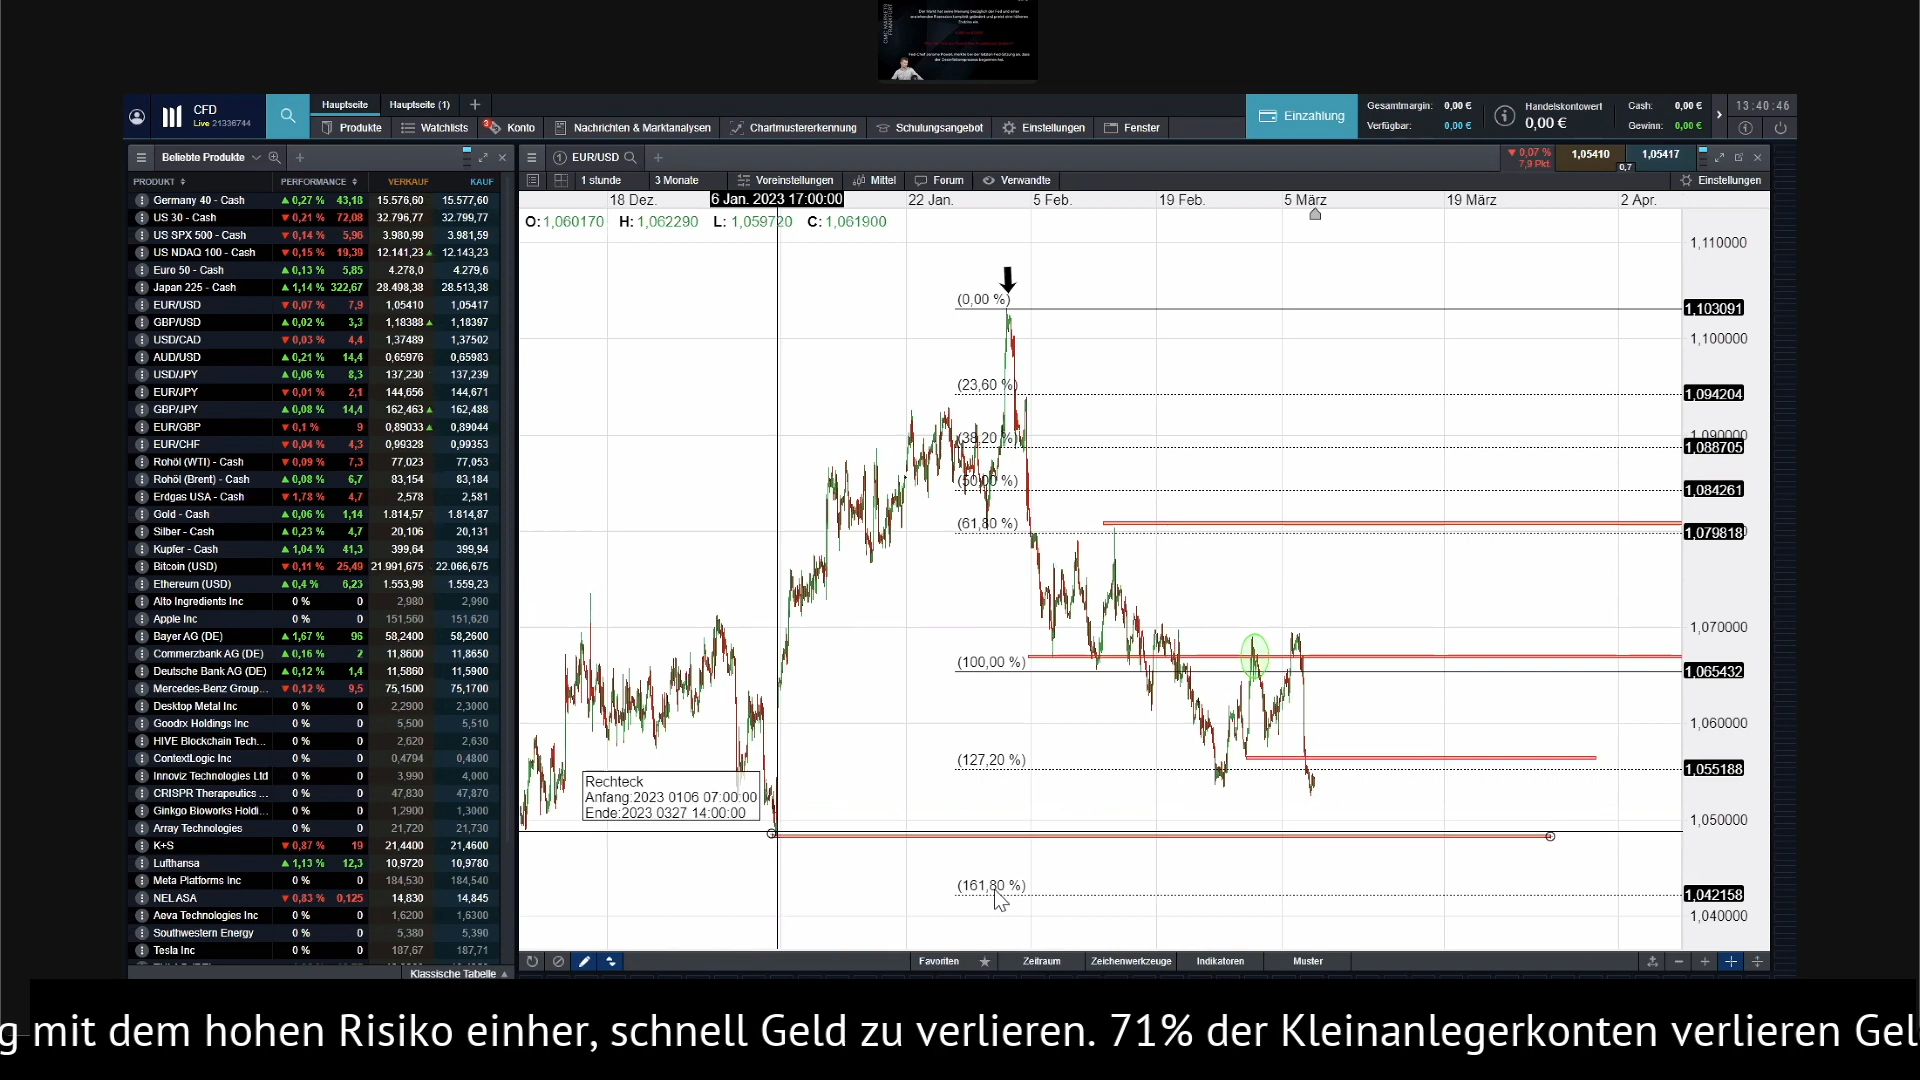 CMC MARKETS
FRANKFURT
CFD
Live 21336744
Hauptseite
Hauptseite (1)
Produkte
Watchlists
3
Konto
Nachrichten & Marktanalysen
Chartmustererkennung
Schulungsangebot
Einstellungen
Fenster
Einzahlung
Gesamtmargin: 0,00 €
Verfügbar: 0,00 €
Handelskontowert
0,00 €
Cash: 0,00 €
Gewinn: 0,00 €
13:40:46
Beliebte Produkte
PRODUKT PERFORMANCE VERKAUF KAUF
Germany 40 - Cash 0,27 % 43,18 15.576,60 15.577,60
US 30 - Cash 0,21 % 72,08 32.796,77 32.799,77
US SPX 500 - Cash 0,14 % 5,96 3.980,99 3.981,59
US NDAQ 100 - Cash 0,15 % 19,39 12.141,23 12.143,23
Euro 50 - Cash 0,13 % 5,85 4.278,0 4.279,6
Japan 225 - Cash 1,14 % 322,67 28.498,38 28.513,38
EUR/USD 0,07 % 7,9 1,05410 1,05417
GBP/USD 0,02 % 3,3 1,18388 1,18397
USD/CAD 0,03 % 4,4 1,37489 1,37502
AUD/USD 0,21 % 14,4 0,65976 0,65983
USD/JPY 0,06 % 8,3 137,230 137,239
EUR/JPY 0,01 % 2,1 144,656 144,671
GBP/JPY 0,08 % 14,4 162,463 162,488
EUR/GBP 0,1 % 9 0,89033 0,89044
EUR/CHF 0,04 % 4,3 0,99328 0,99353
Rohöl (WTI) - Cash 0,09 % 7,3 77,023 77,053
Rohöl (Brent) - Cash 0,08 % 6,7 83,154 83,184
Erdgas USA - Cash 1,78 % 4,7 2,578 2,581
Gold - Cash 0,06 % 1,14 1.814,57 1.814,87
Silber - Cash 0,23 % 4,7 20,106 20,131
Kupfer - Cash 1,04 % 41,3 399,64 399,94
Bitcoin (USD) 0,11 % 25,49 21.991,675 22.066,675
Ethereum (USD) 0,4 % 6,23 1.553,98 1.559,23
Alto Ingredients Inc 0 % 0 2,980 2,990
Apple Inc 0 % 0 151,560 151,620
Bayer AG (DE) 1,67 % 96 58,2400 58,2600
Commerzbank AG (DE) 0,16 % 2 11,8600 11,8650
Deutsche Bank AG (DE) 0,12 % 1,4 11,5860 11,5900
Mercedes-Benz Group... 0,12 % 9,5 75,1500 75,1700
Desktop Metal Inc 0 % 0 2,2900 2,3000
Goodrx Holdings Inc 0 % 0 5,500 5,510
HIVE Blockchain Tech... 0 % 0 2,620 2,630
ContextLogic Inc 0 % 0 0,4794 0,4800
Innoviz Technologies Ltd 0 % 0 3,990 4,000
CRISPR Therapeutics ... 0 % 0 47,830 47,870
Ginkgo Bioworks Holdi... 0 % 0 1,2900 1,3000
Array Technologies 0 % 0 21,720 21,730
K+S 0,87 % 19 21,4400 21,4600
Lufthansa 1,13 % 12,3 10,9720 10,9780
Meta Platforms Inc 0 % 0 184,530 184,540
NEL ASA 0,83 % 0,125 14,830 14,845
Aeva Technologies Inc 0 % 0 1,6200 1,6300
Southwestern Energy 0 % 0 5,380 5,390
Tesla Inc 0 % 0 187,67 187,71
Klassische Tabelle
1 EUR/USD
0,07 %
7,9 Pkt.
1,05410
0,7
1,05417
1 stunde
3 Monate
Voreinstellungen
Mittel
Forum
Verwandte
Einstellungen
18 Dez.
6 Jan. 2023 17:00:00
22 Jan.
5 Feb.
19 Feb.
5 März
19 März
2 Apr.
O:1,060170 H:1,062290 L:1,059720 C:1,061900
1,110000
(0,00 %)
1,103091
1,100000
(23,60 %)
1,094204
1,090000
(38,20 %)
1,088705
(50,00 %)
1,084261
(61,80 %)
1,079818
1,070000
(100,00 %)
1,065432
1,060000
(127,20 %)
1,055188
Rechteck
Anfang:2023 0106 07:00:00
Ende:2023 0327 14:00:00
1,050000
(161,80 %)
1,042158
1,040000
Favoriten
Zeitraum
Zeichenwerkzeuge
Indikatoren
Muster
g mit dem hohen Risiko einher, schnell Geld zu verlieren. 71% der Kleinanlegerkonten verlieren Gel